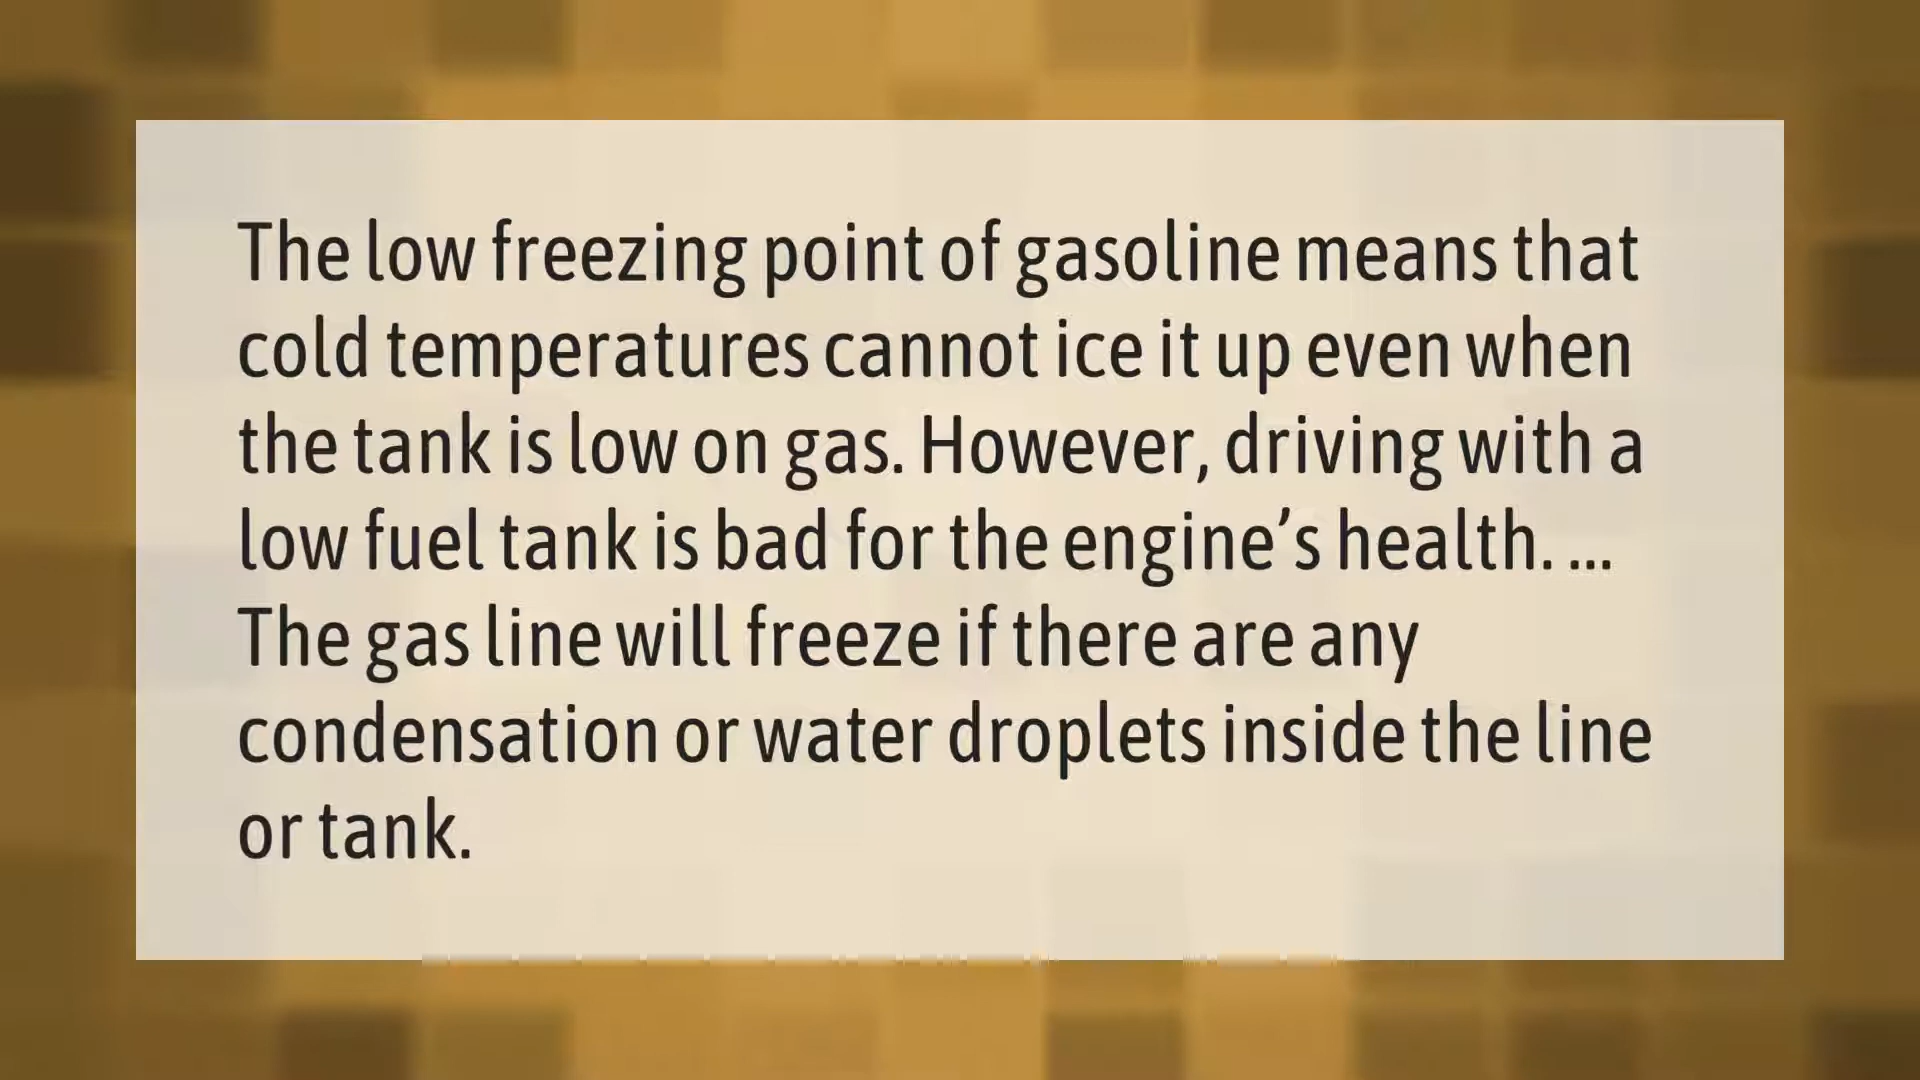 The low freezing point of gasoline means that
cold temperatures cannot ice it up even when
the tank is low on gas. However, driving with a
low fuel tank is bad for the engine’s health. ...
The gas line will freeze if there are any
condensation or water droplets inside the line
or tank.